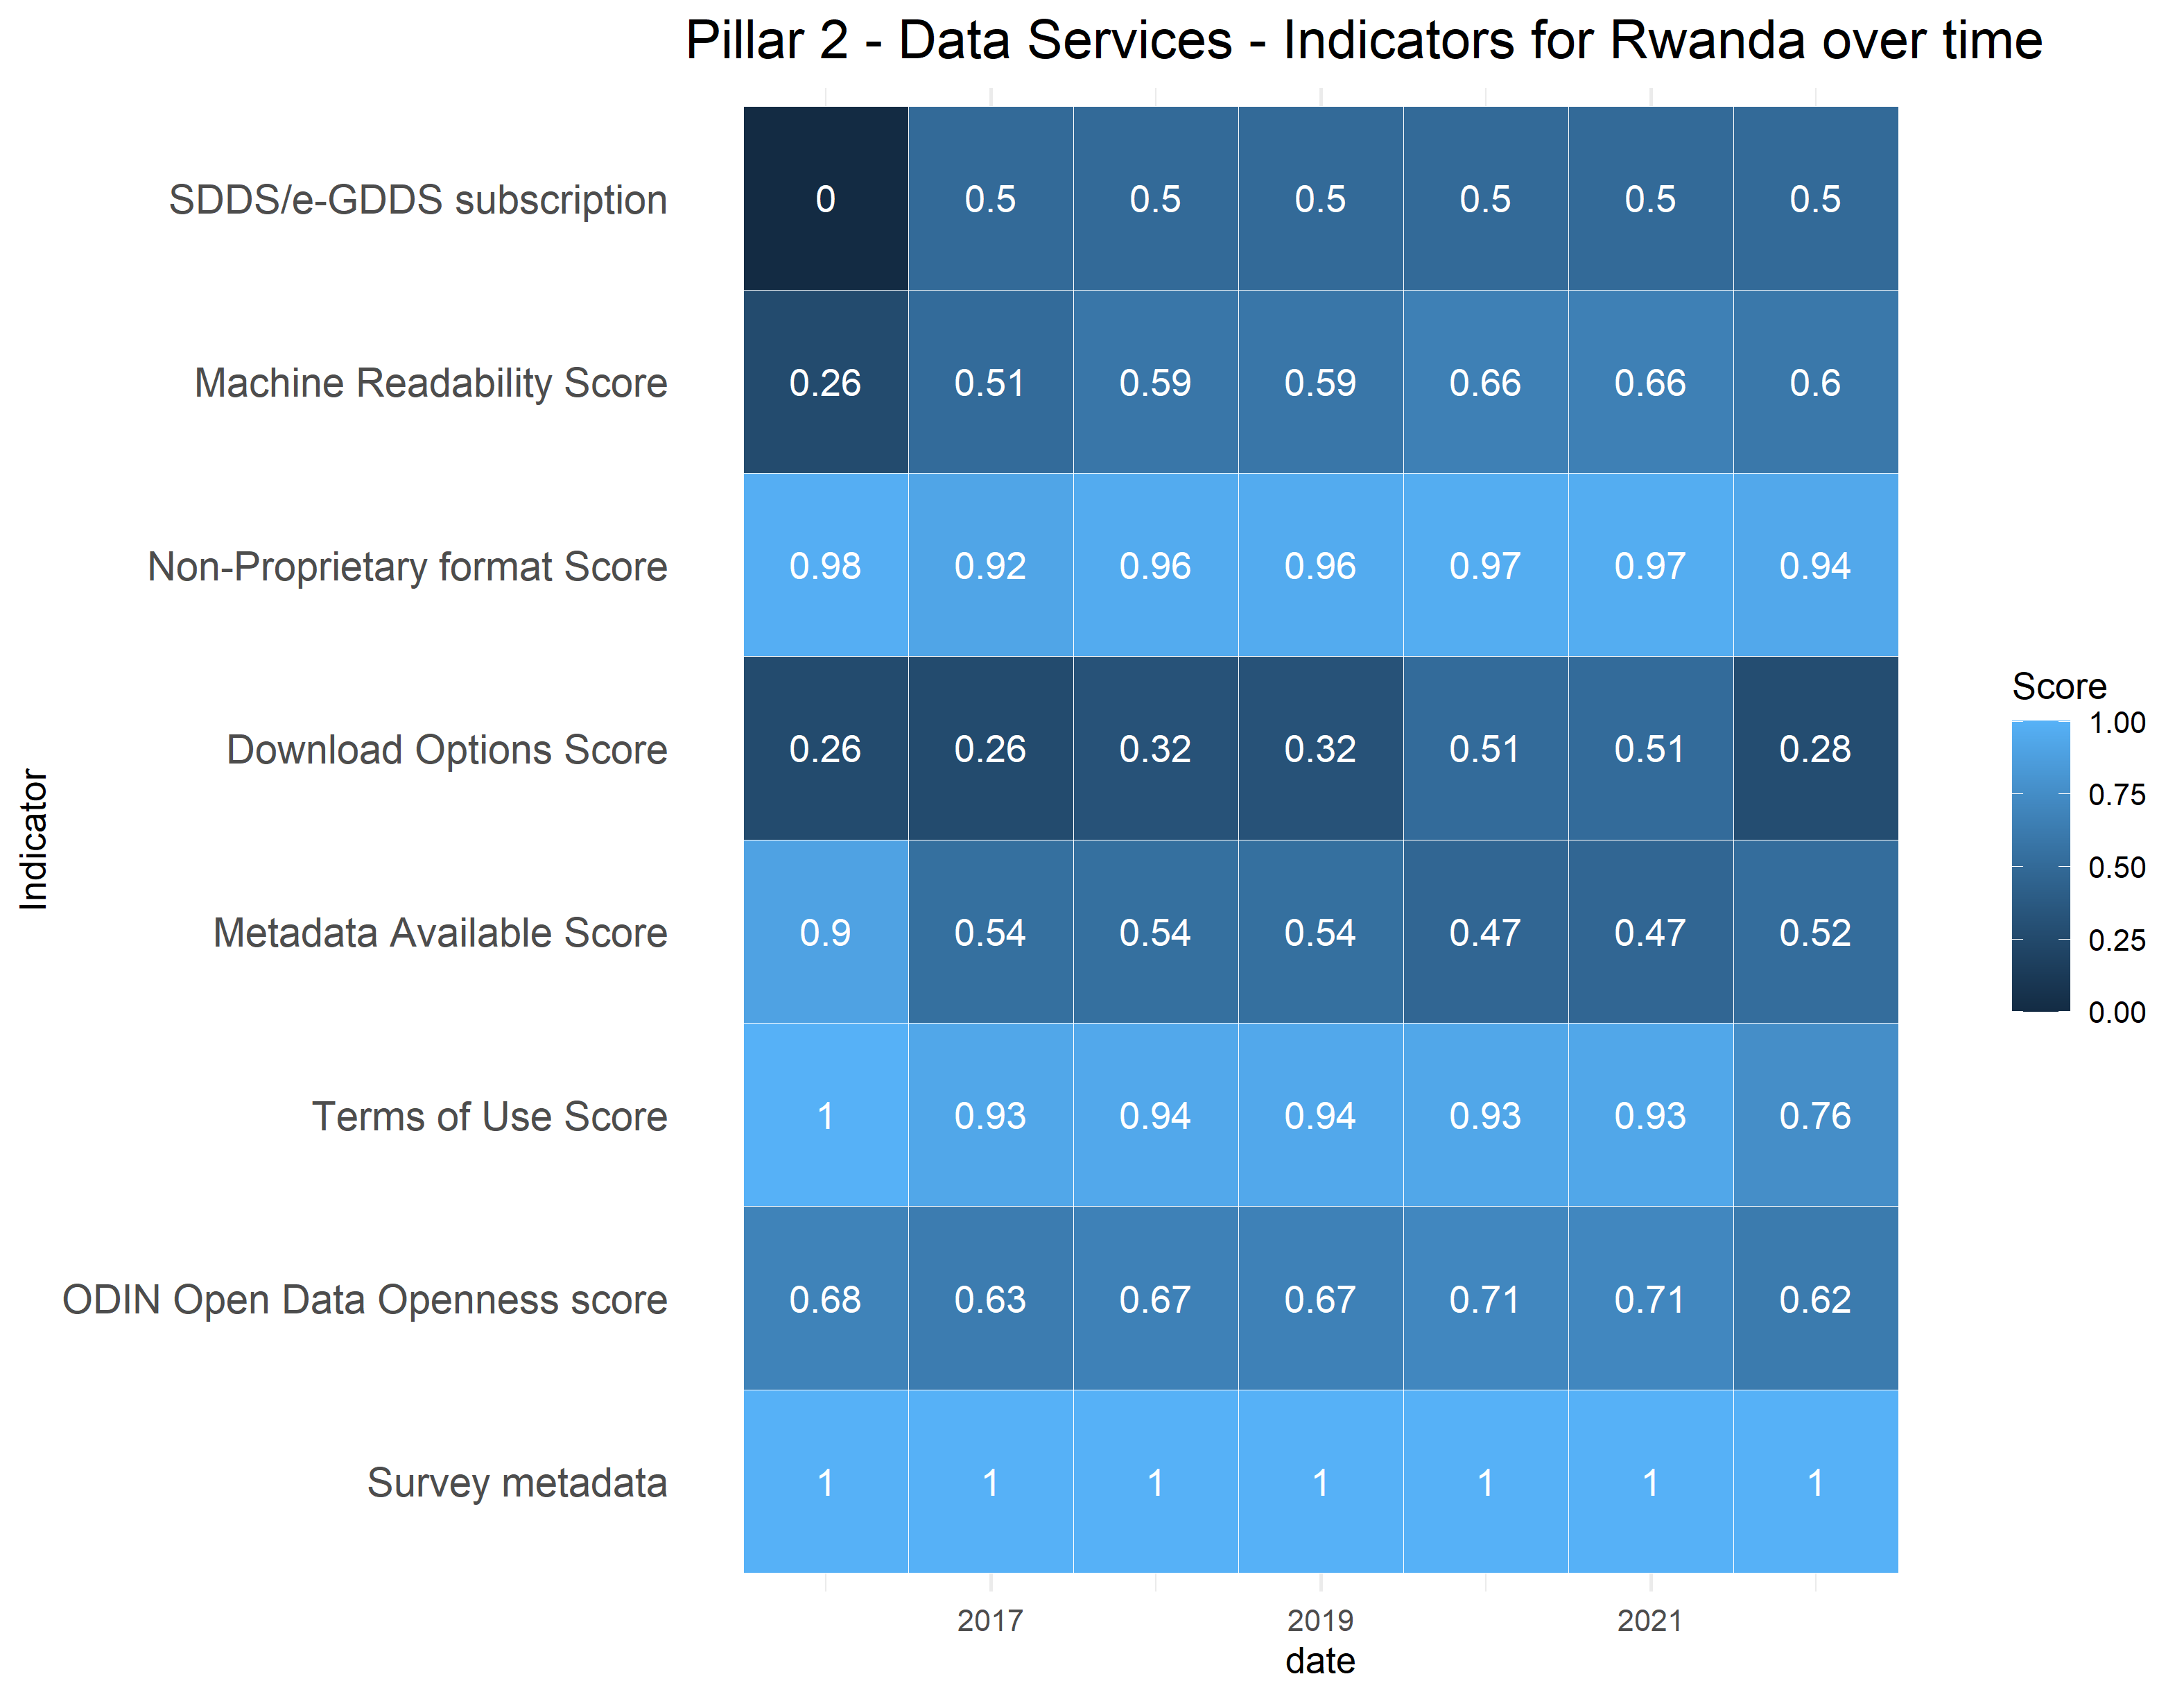 Pillar 2 - Data Services - Indicators for Rwanda over time
SDDS/e-GDDS subscription 0 0.5 0.5 0.5 0.5 0.5 0.5
Machine Readability Score 0.26 0.51 0.59 0.59 0.66 0.66 0.6
Non-Proprietary format Score 0.98 0.92 0.96 0.96 0.97 0.97 0.94
Download Options Score 0.26 0.26 0.32 0.32 0.51 0.51 0.28
Metadata Available Score 0.9 0.54 0.54 0.54 0.47 0.47 0.52
Terms of Use Score 1 0.93 0.94 0.94 0.93 0.93 0.76
ODIN Open Data Openness score 0.68 0.63 0.67 0.67 0.71 0.71 0.62
Survey metadata 1 1 1 1 1 1 1
2017 2019 2021
date
Indicator
Score
1.00
0.75
0.50
0.25
0.00